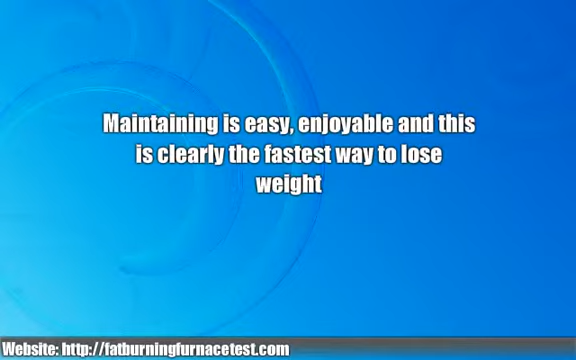 Maintaining is easy, enjoyable and this
is clearly the fastest way to lose
weight
Website: http://fatburningfurnacetest.com